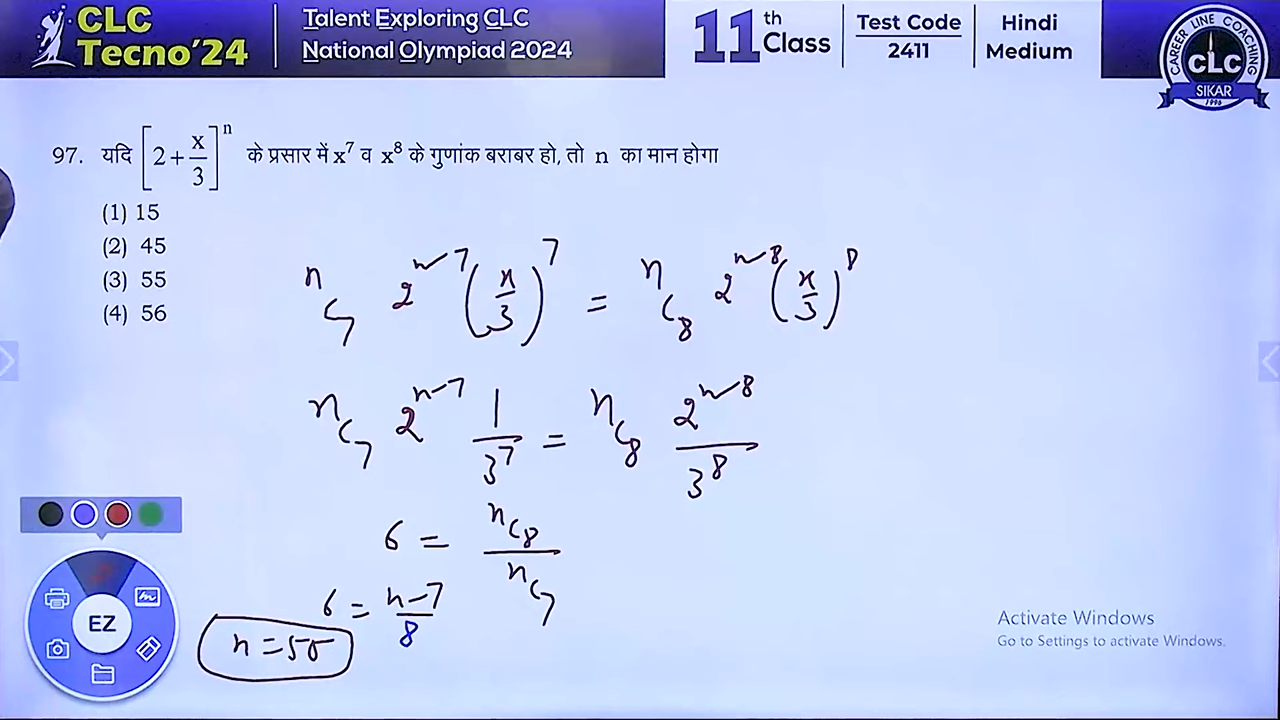 CLC
Tecno'24
Talent Exploring CLC
National Olympiad 2024
11th Class
Test Code
2411
Hindi
Medium
CAREER LINE COACHING
CLC
SIKAR
1996
97. यदि [2 + x/3]^n के प्रसार में x^7 व x^8 के गुणांक बराबर हो, तो n का मान होगा
(1) 15
(2) 45
(3) 55
(4) 56
nC7 2^(n-7) (x/3)^7 = nC8 2^(n-8) (x/3)^8
nC7 2^(n-7) 1/3^7 = nC8 2^(n-8)/3^8
6 = nC8/nC7
6 = n-7/8
n = 55
EZ
Activate Windows
Go to Settings to activate Windows.